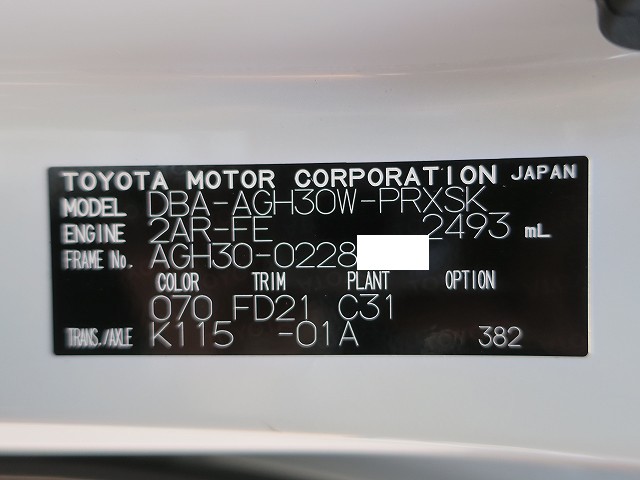 TOYOTA MOTOR CORPORATION JAPAN
MODEL DBA-AGH30W-PRXSK
ENGINE 2AR-FE 2493 mL
FRAME No. AGH30-0228
COLOR TRIM PLANT OPTION
070 FD21 C31
TRANS./AXLE K115 -01A 382